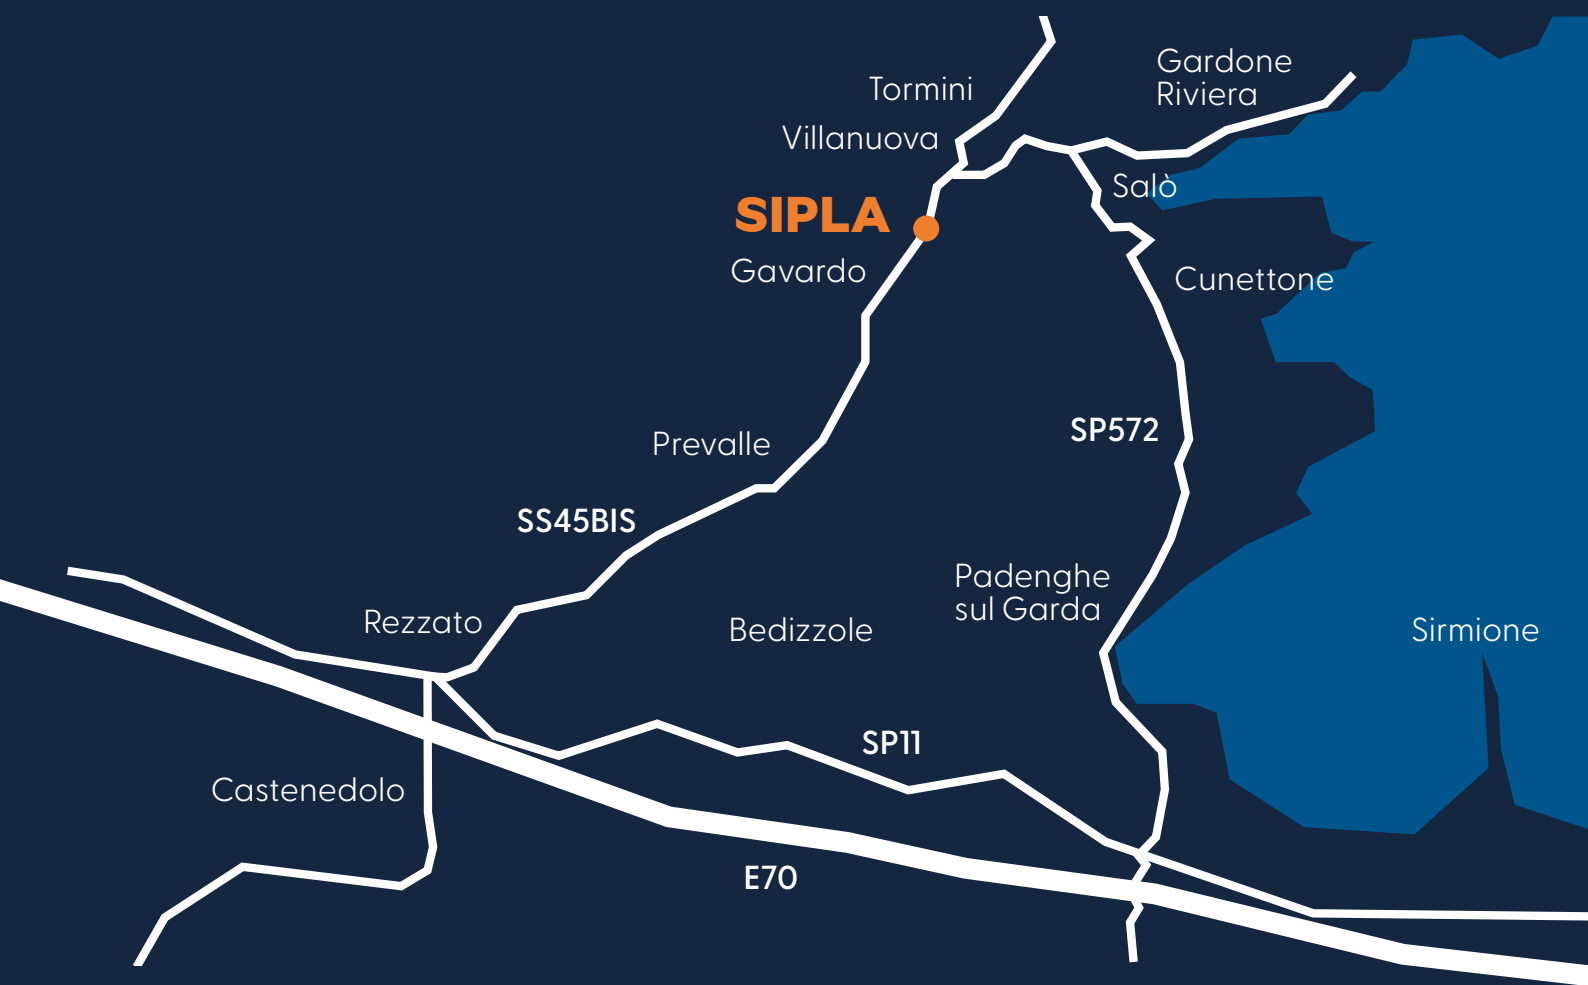 Gardone
Riviera
Tormini
Villanuova
Salò
SIPLA
Gavardo
Cunettone
SP572
Prevalle
SS45BIS
Padenghe
sul Garda
Rezzato
Bedizzole
Sirmione
SP11
Castenedolo
E70